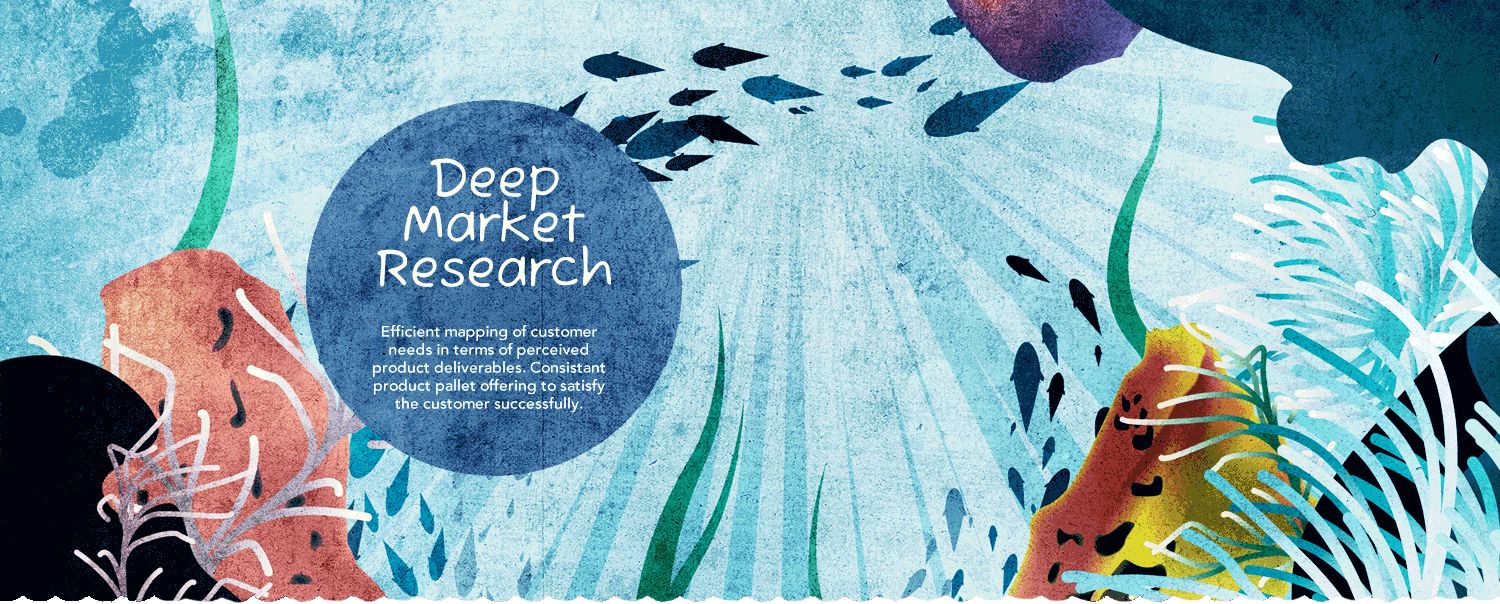 Deep
Market
Research
Efficient mapping of customer
needs in terms of perceived
product deliverables. Consistant
product pallet offering to satisfy
the customer successfully.